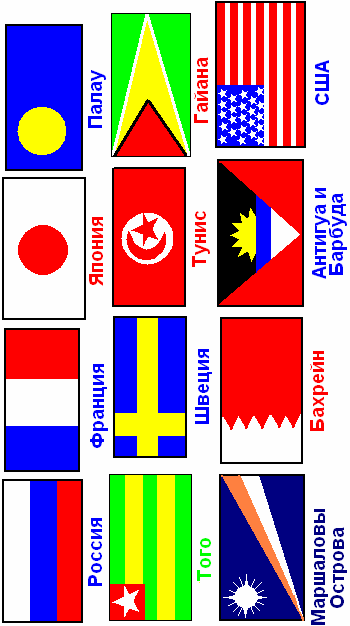 Россия
Франция
Япония
Палау
Того
Швеция
Тунис
Гайана
Маршаловы
Острова
Бахрейн
Антигуа и
Барбуда
США